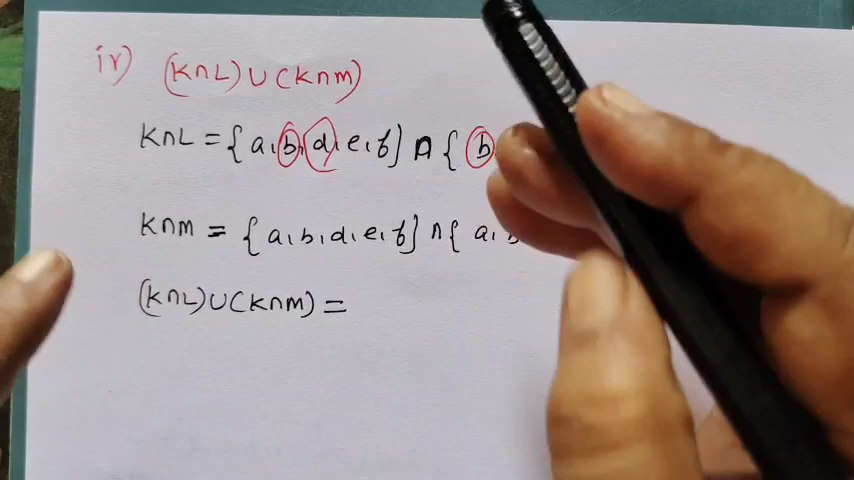 iv) (K∩L)∪(K∩M)
K∩L = {a, b, d, e, f} ∩ { b
K∩M = {a, b, d, e, f} ∩ { a, b
(K∩L)∪(K∩M) =